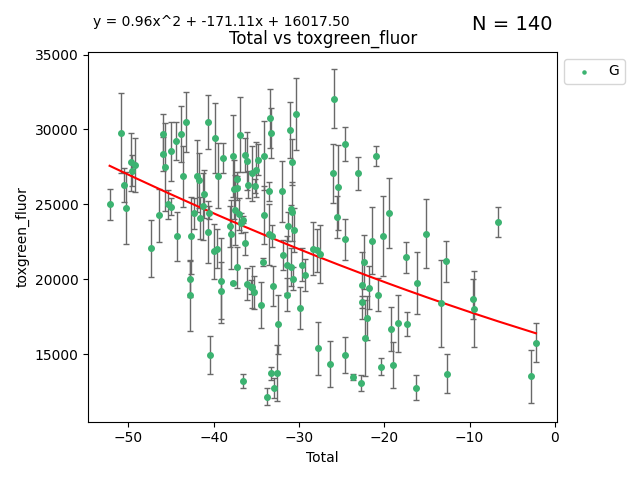 y = 0.96x^2 + -171.11x + 16017.50
N = 140
Total vs toxgreen_fluor
G
toxgreen_fluor
35000
30000
25000
20000
15000
−50
−40
−30
−20
−10
0
Total